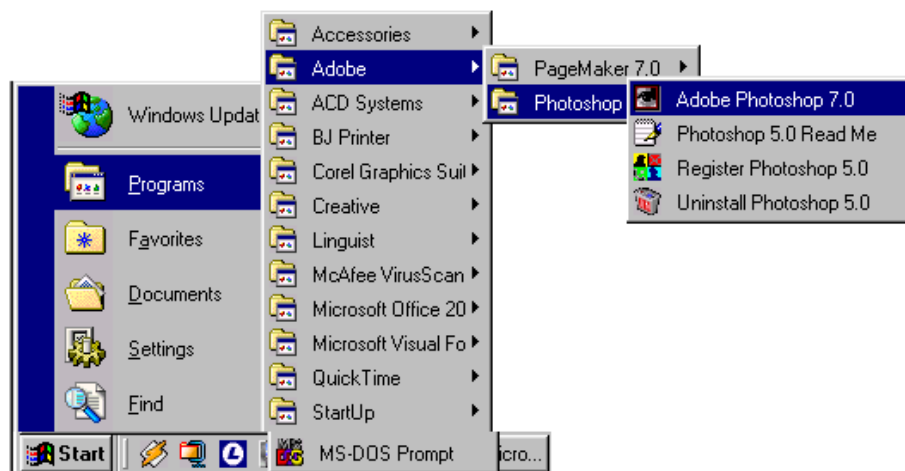 Windows Updat
Programs
Favorites
Documents
Settings
Find
Start
Accessories
Adobe
ACD Systems
BJ Printer
Corel Graphics Suit
Creative
Linguist
McAfee VirusScan
Microsoft Office 20
Microsoft Visual Fo
QuickTime
StartUp
MS-DOS Prompt
icro...
PageMaker 7.0
Photoshop
Adobe Photoshop 7.0
Photoshop 5.0 Read Me
Register Photoshop 5.0
Uninstall Photoshop 5.0